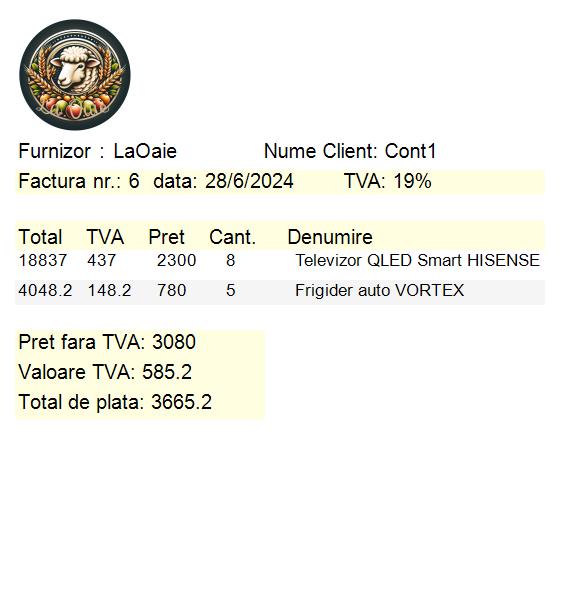 La Oaie
Furnizor : LaOaie Nume Client: Cont1
Factura nr.: 6 data: 28/6/2024 TVA: 19%
Total TVA Pret Cant. Denumire
18837 437 2300 8 Televizor QLED Smart HISENSE
4048.2 148.2 780 5 Frigider auto VORTEX
Pret fara TVA: 3080
Valoare TVA: 585.2
Total de plata: 3665.2